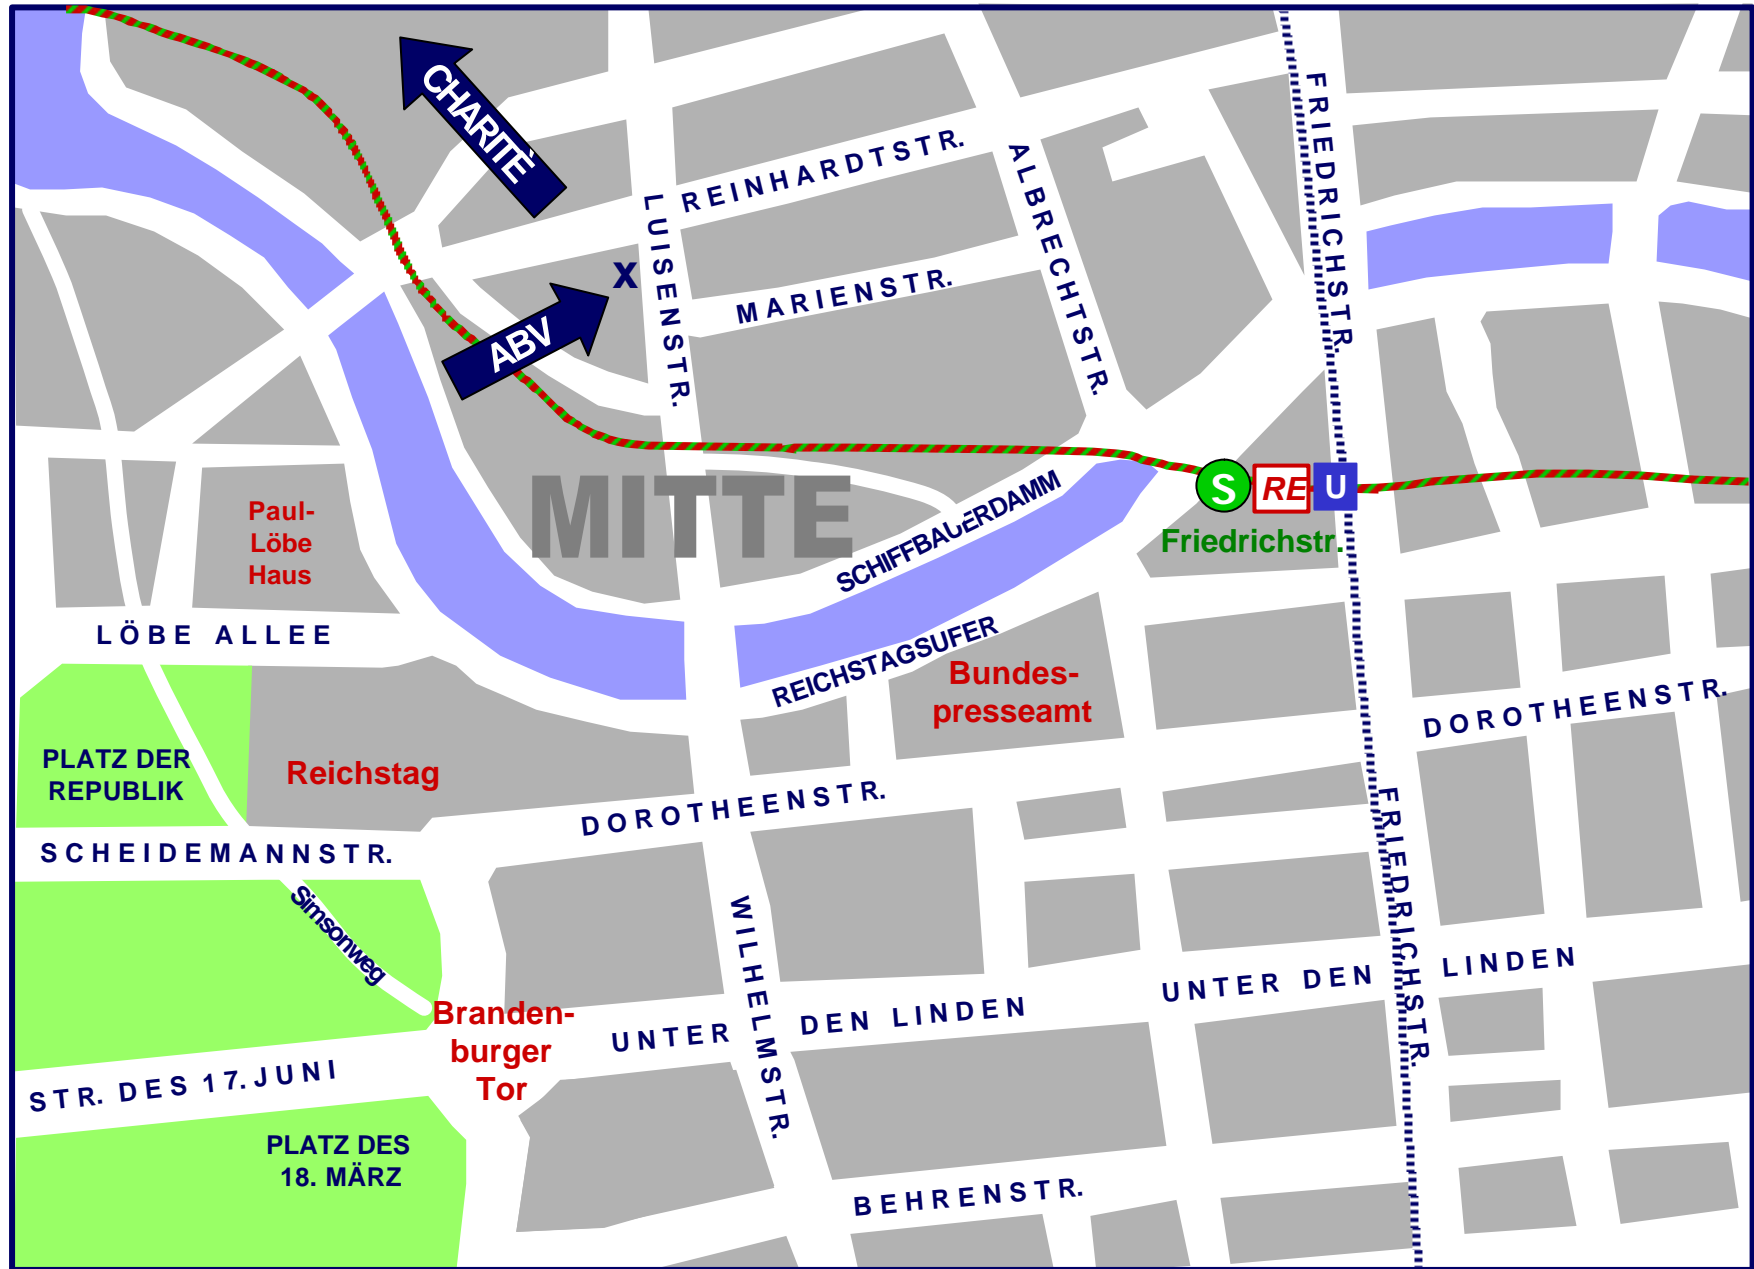 CHARITÈ
FRIEDRICHSTR.
REINHARDTSTR.
ALBRECHTSTR.
LUISENSTR.
X
MARIENSTR.
ABV
MITTE
S RE U
Friedrichstr.
SCHIFFBAUERDAMM
Paul-
Löbe
Haus
LÖBE ALLEE
REICHSTAGSUFER
Bundes-
presseamt
DOROTHEENSTR.
PLATZ DER
REPUBLIK
Reichstag
DOROTHEENSTR.
FRIEDRICHSTR.
SCHEIDEMANNSTR.
Simsonweg
WILHELMSTR.
UNTER DEN LINDEN
Branden-
burger
Tor
UNTER DEN LINDEN
STR. DES 17. JUNI
PLATZ DES
18. MÄRZ
BEHRENSTR.